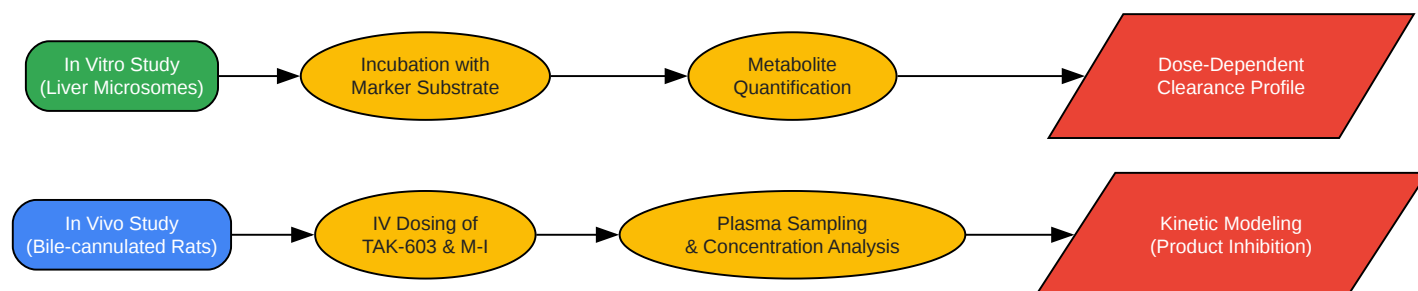 In Vitro Study
(Liver Microsomes)
Incubation with
Marker Substrate
Metabolite
Quantification
Dose-Dependent
Clearance Profile
In Vivo Study
(Bile-cannulated Rats)
IV Dosing of
TAK-603 & M-I
Plasma Sampling
& Concentration Analysis
Kinetic Modeling
(Product Inhibition)